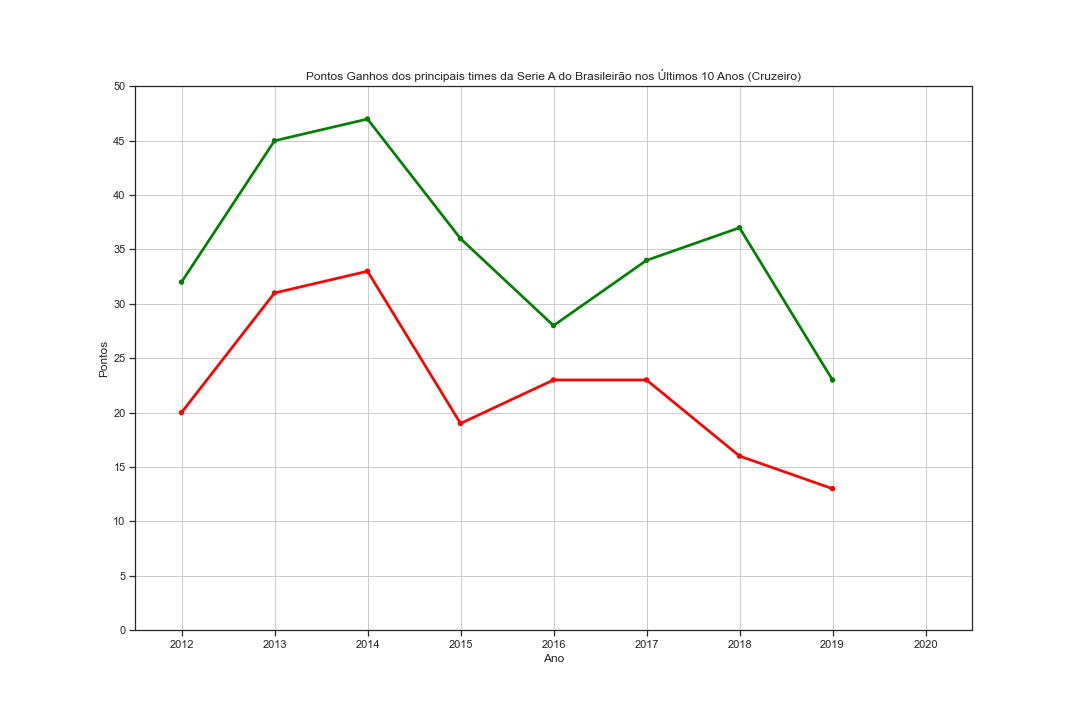 Pontos Ganhos dos principais times da Serie A do Brasileirão nos Últimos 10 Anos (Cruzeiro)
50
45
40
35
30
25
20
15
10
5
0
Pontos
2012 2013 2014 2015 2016 2017 2018 2019 2020
Ano